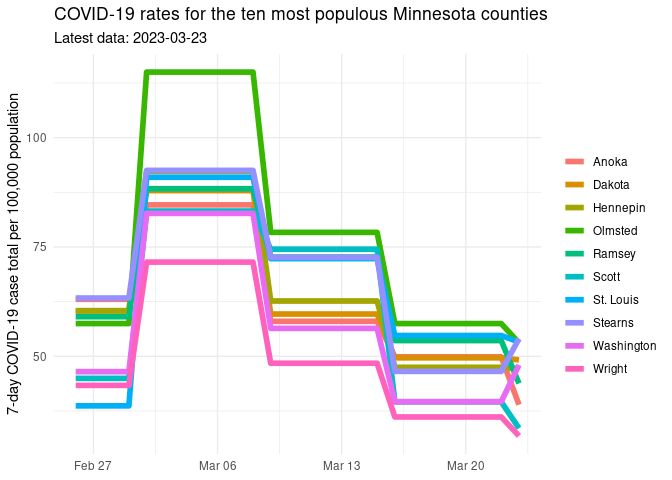 COVID-19 rates for the ten most populous Minnesota counties
Latest data: 2023-03-23
7-day COVID-19 case total per 100,000 population
100
75
50
Feb 27
Mar 06
Mar 13
Mar 20
Anoka
Dakota
Hennepin
Olmsted
Ramsey
Scott
St. Louis
Stearns
Washington
Wright